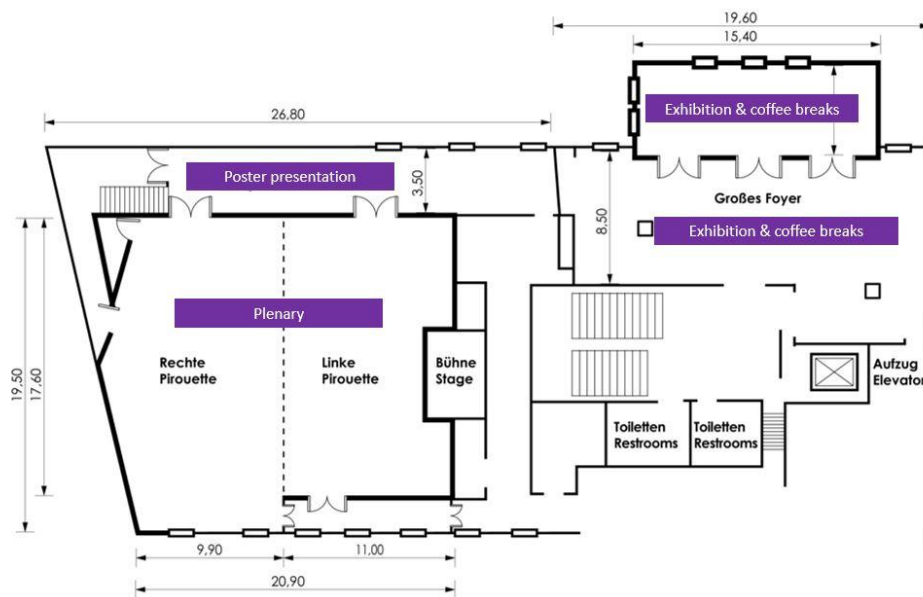 19,60
15,40
Exhibition & coffee breaks
26,80
Poster presentation
3,50
Großes Foyer
8,50
Exhibition & coffee breaks
Plenary
19,50
17,60
Rechte
Pirouette
Linke
Pirouette
Bühne
Stage
Aufzug
Elevator
Toiletten
Restrooms
Toiletten
Restrooms
9,90
11,00
20,90